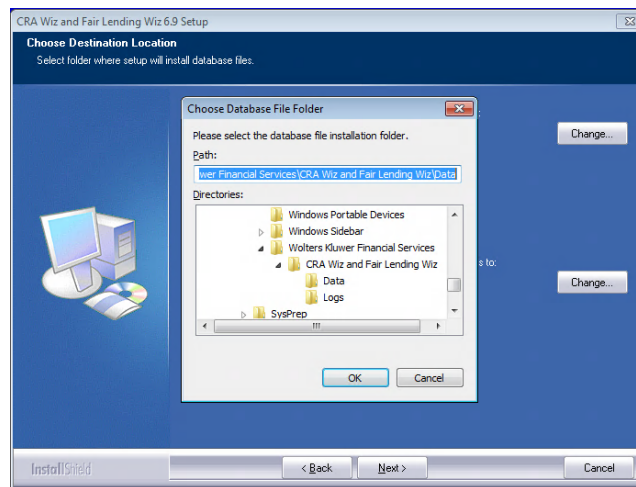 CRA Wiz and Fair Lending Wiz 6.9 Setup
Choose Destination Location
Select folder where setup will install database files.
Choose Database File Folder
Please select the database file installation folder.
Path:
wer Financial Services\CRA Wiz and Fair Lending Wiz\Data
Directories:
Windows Portable Devices
Windows Sidebar
Wolters Kluwer Financial Services
CRA Wiz and Fair Lending Wiz
Data
Logs
SysPrep
OK Cancel
:
Change...
s to:
Change...
InstallShield
< Back Next > Cancel